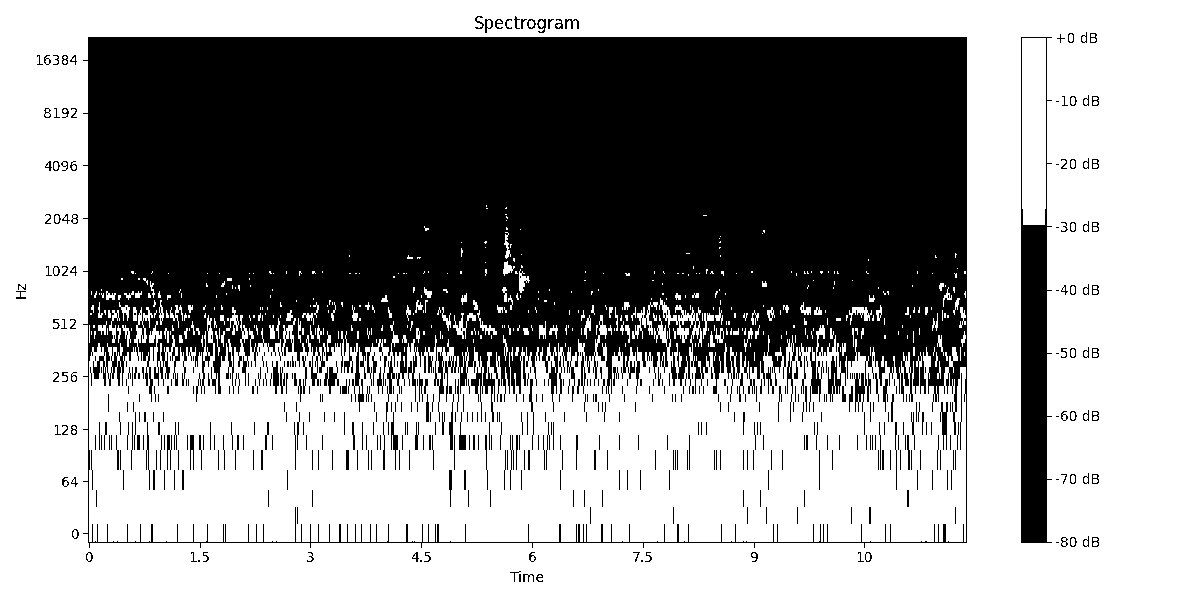 Spectrogram
16384
8192
4096
2048
1024
512
256
128
64
0
Hz
0 1.5 3 4.5 6 7.5 9 10
Time
+0 dB
-10 dB
-20 dB
-30 dB
-40 dB
-50 dB
-60 dB
-70 dB
-80 dB